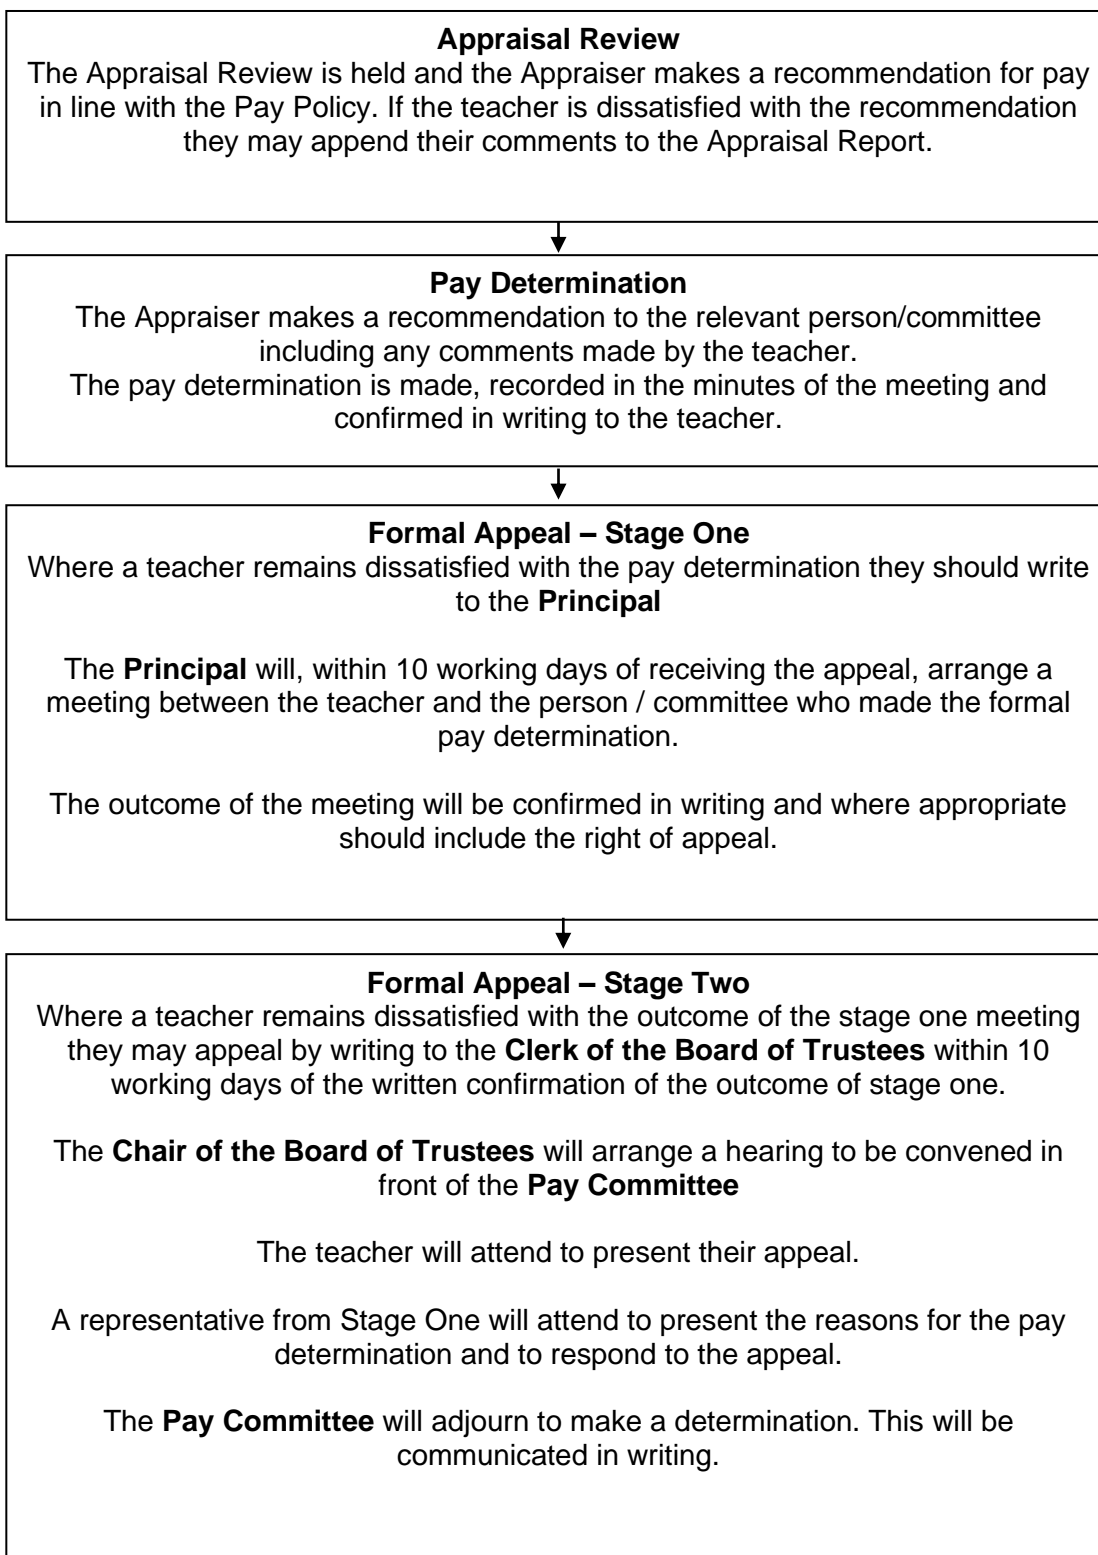 Appraisal Review
The Appraisal Review is held and the Appraiser makes a recommendation for pay
in line with the Pay Policy. If the teacher is dissatisfied with the recommendation
they may append their comments to the Appraisal Report.
Pay Determination
The Appraiser makes a recommendation to the relevant person/committee
including any comments made by the teacher.
The pay determination is made, recorded in the minutes of the meeting and
confirmed in writing to the teacher.
Formal Appeal – Stage One
Where a teacher remains dissatisfied with the pay determination they should write
to the Principal
The Principal will, within 10 working days of receiving the appeal, arrange a
meeting between the teacher and the person / committee who made the formal
pay determination.
The outcome of the meeting will be confirmed in writing and where appropriate
should include the right of appeal.
Formal Appeal – Stage Two
Where a teacher remains dissatisfied with the outcome of the stage one meeting
they may appeal by writing to the Clerk of the Board of Trustees within 10
working days of the written confirmation of the outcome of stage one.
The Chair of the Board of Trustees will arrange a hearing to be convened in
front of the Pay Committee
The teacher will attend to present their appeal.
A representative from Stage One will attend to present the reasons for the pay
determination and to respond to the appeal.
The Pay Committee will adjourn to make a determination. This will be
communicated in writing.